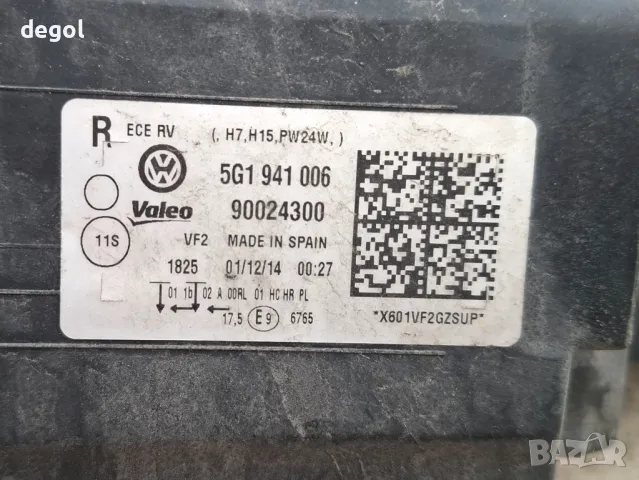 degol
R ECE RV (, H7,H15,PW24W,)
5G1 941 006
Valeo 90024300
11S VF2 MADE IN SPAIN
1825 01/12/14 00:27
01 1b 02 A 00RL 01 HC HR PL
17,5 E9 6765
*X601VF2GZSUP*
BAZAR